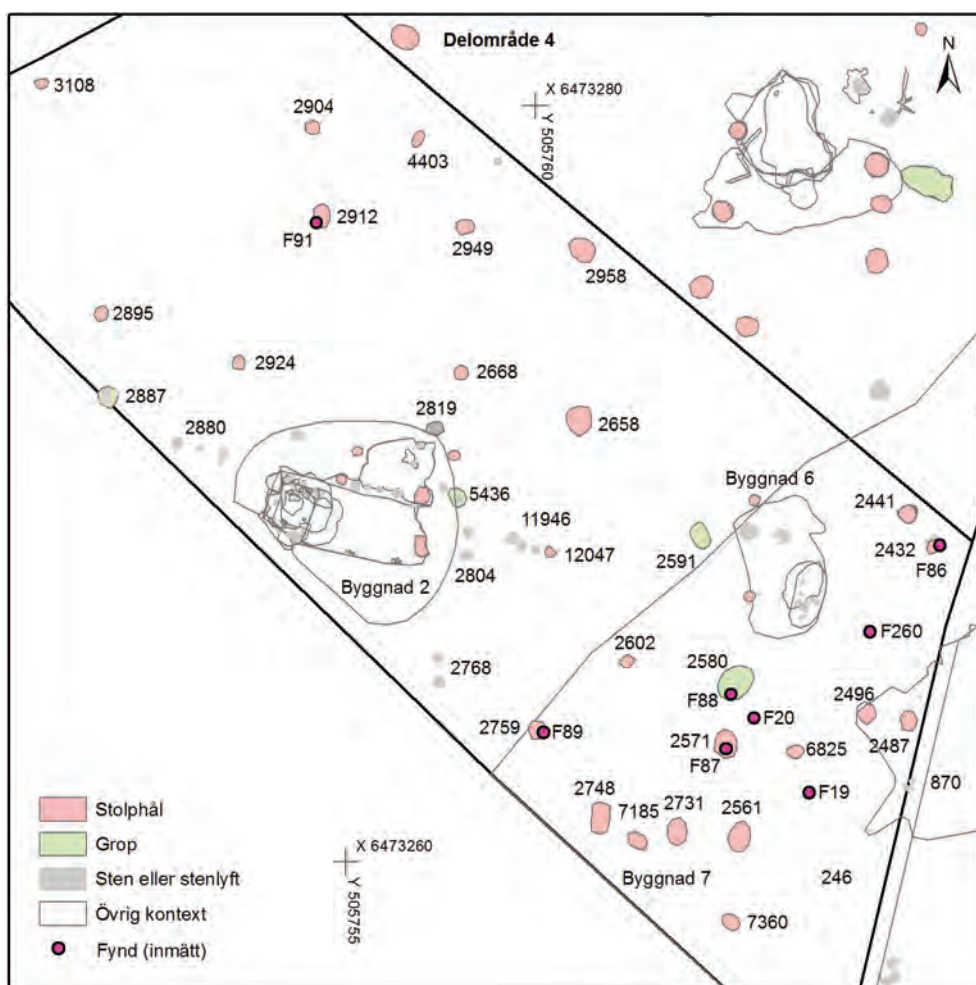 Delområde 4
N
3108
X 6473280
2904
Y 505760
4403
2912
F91
2949
2958
2895
2924
2668
2887
2819
2658
2880
Byggnad 6
5436
2441
11946
2432
12047
2591
F86
Byggnad 2
2804
F260
2602
2768
2580
2496
F88
F20
2759
F89
2571
6825
2487
F87
2748
F19
870
7185
2731
2561
Stolphål
Grop
X 6473260
Sten eller stenlyft
Y 505755
Byggnad 7
246
Övrig kontext
7360
Fynd (inmätt)